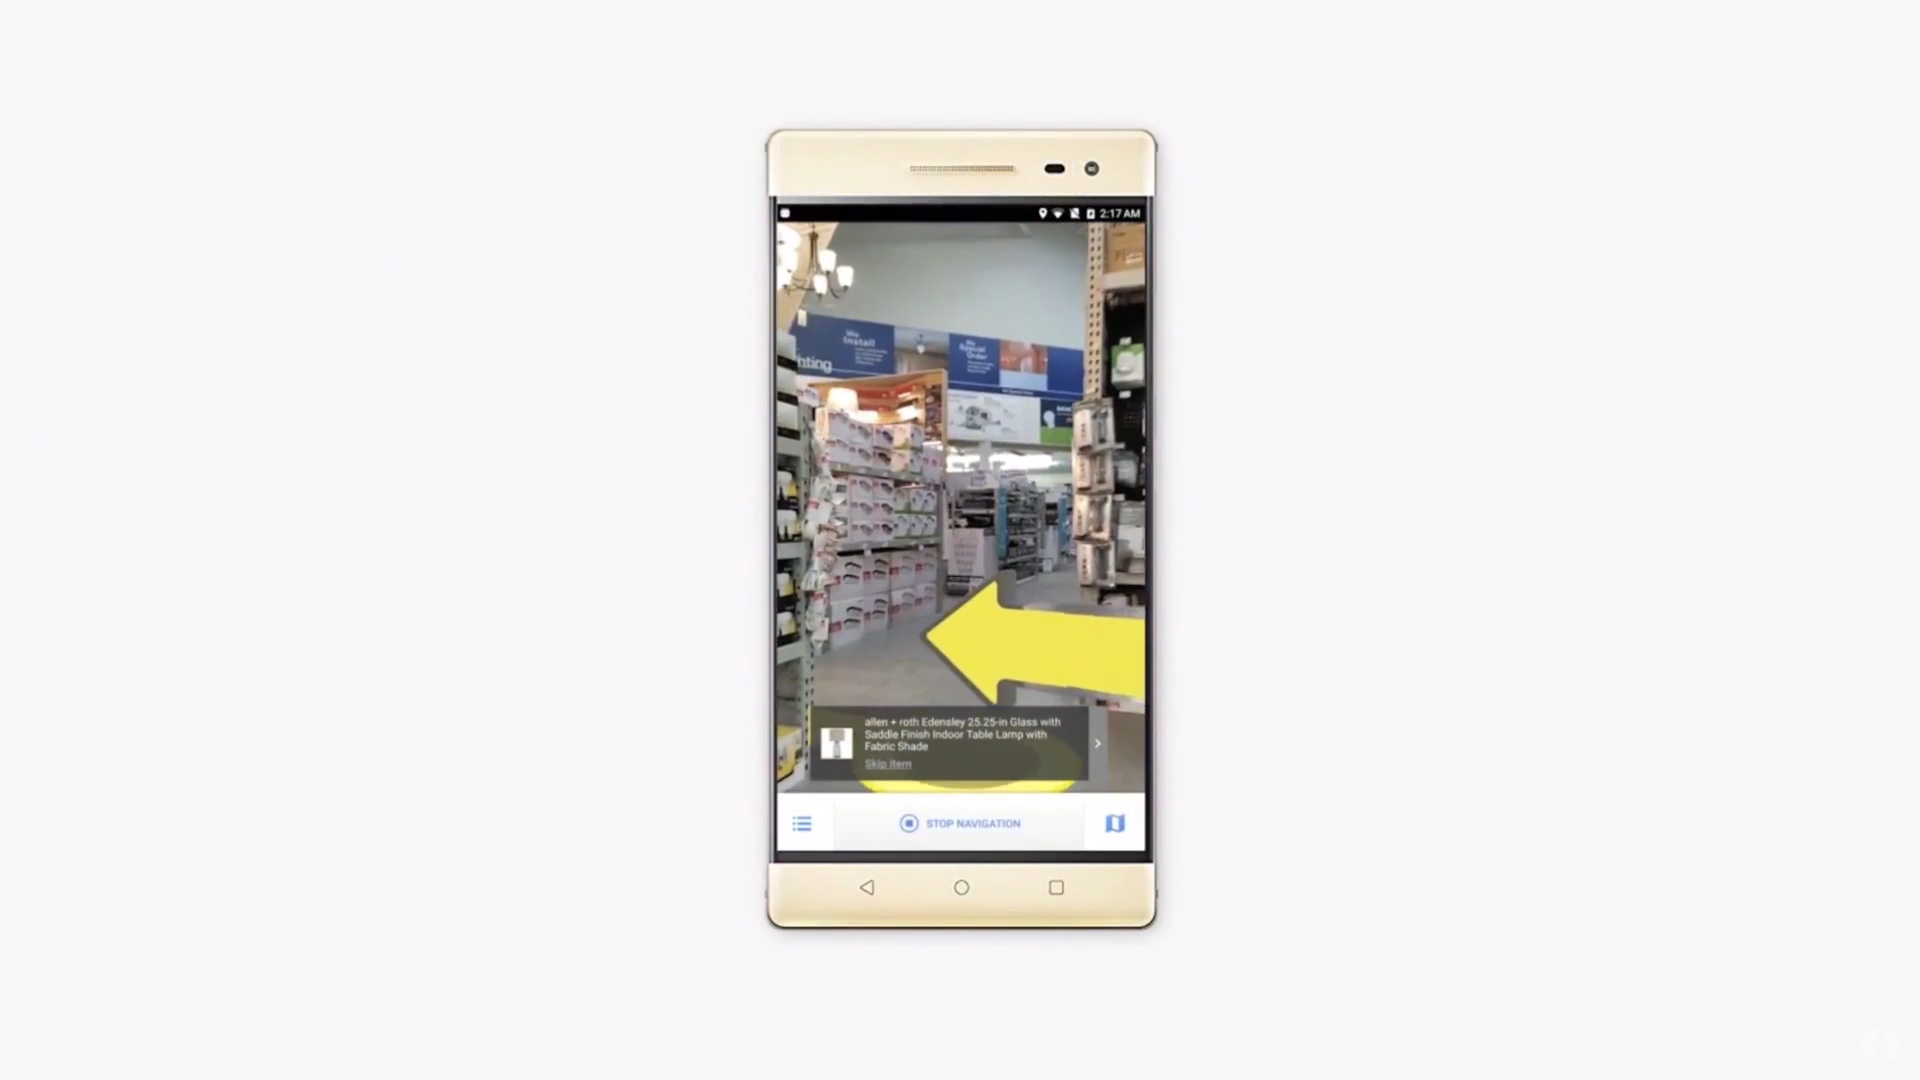 2:17 AM
We
Install
We
Special
Order
hting
allen + roth Edensley 25.25-in Glass with
Saddle Finish Indoor Table Lamp with
Fabric Shade
Skip item
STOP NAVIGATION